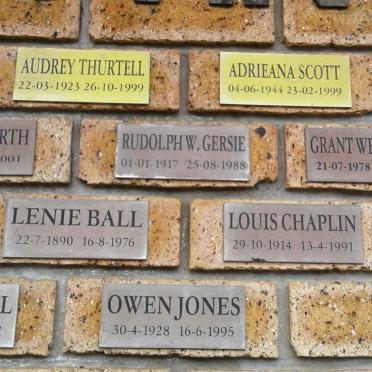 AUDREY THURTELL
22-03-1923 26-10-1999
ADRIEANA SCOTT
04-06-1944 23-02-1999
RUDOLPH W. GERSIE
01-01-1917 25-08-1988
GRANT WE
21-07-1978
RTH
001
LENIE BALL
22-7-1890 16-8-1976
LOUIS CHAPLIN
29-10-1914 13-4-1991
OWEN JONES
30-4-1928 16-6-1995